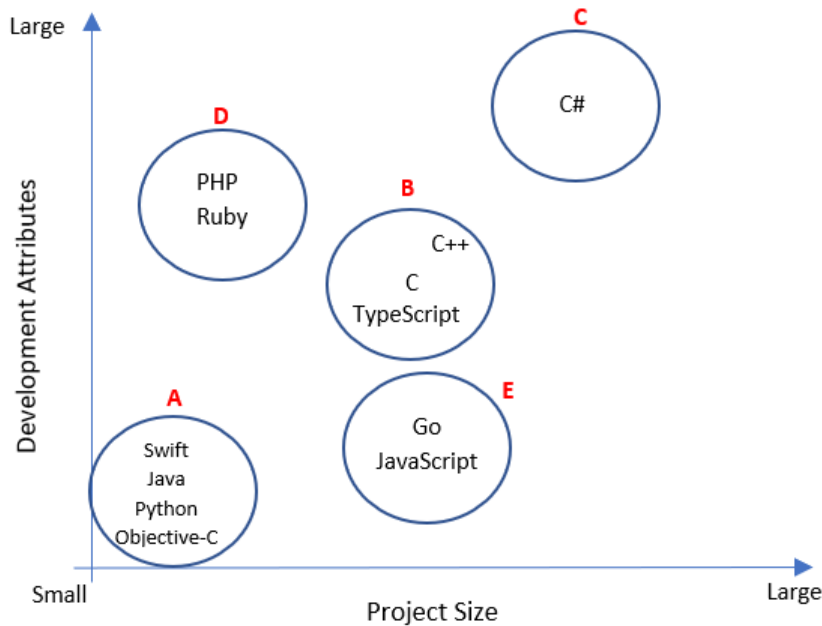 Large
C
C#
D
PHP
Ruby
B
C++
C
TypeScript
Development Attributes
A
Swift
Java
Python
Objective-C
E
Go
JavaScript
Small
Large
Project Size